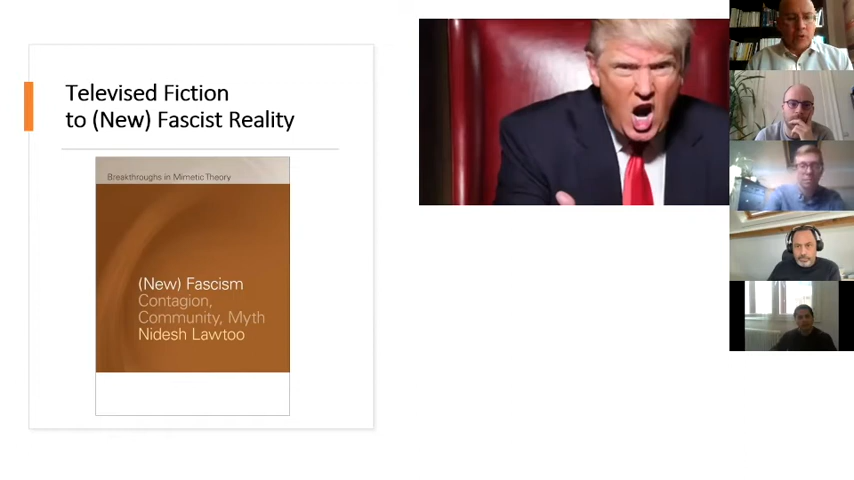 Televised Fiction
to (New) Fascist Reality
Breakthroughs in Mimetic Theory
(New) Fascism
Contagion,
Community, Myth
Nidesh Lawtoo